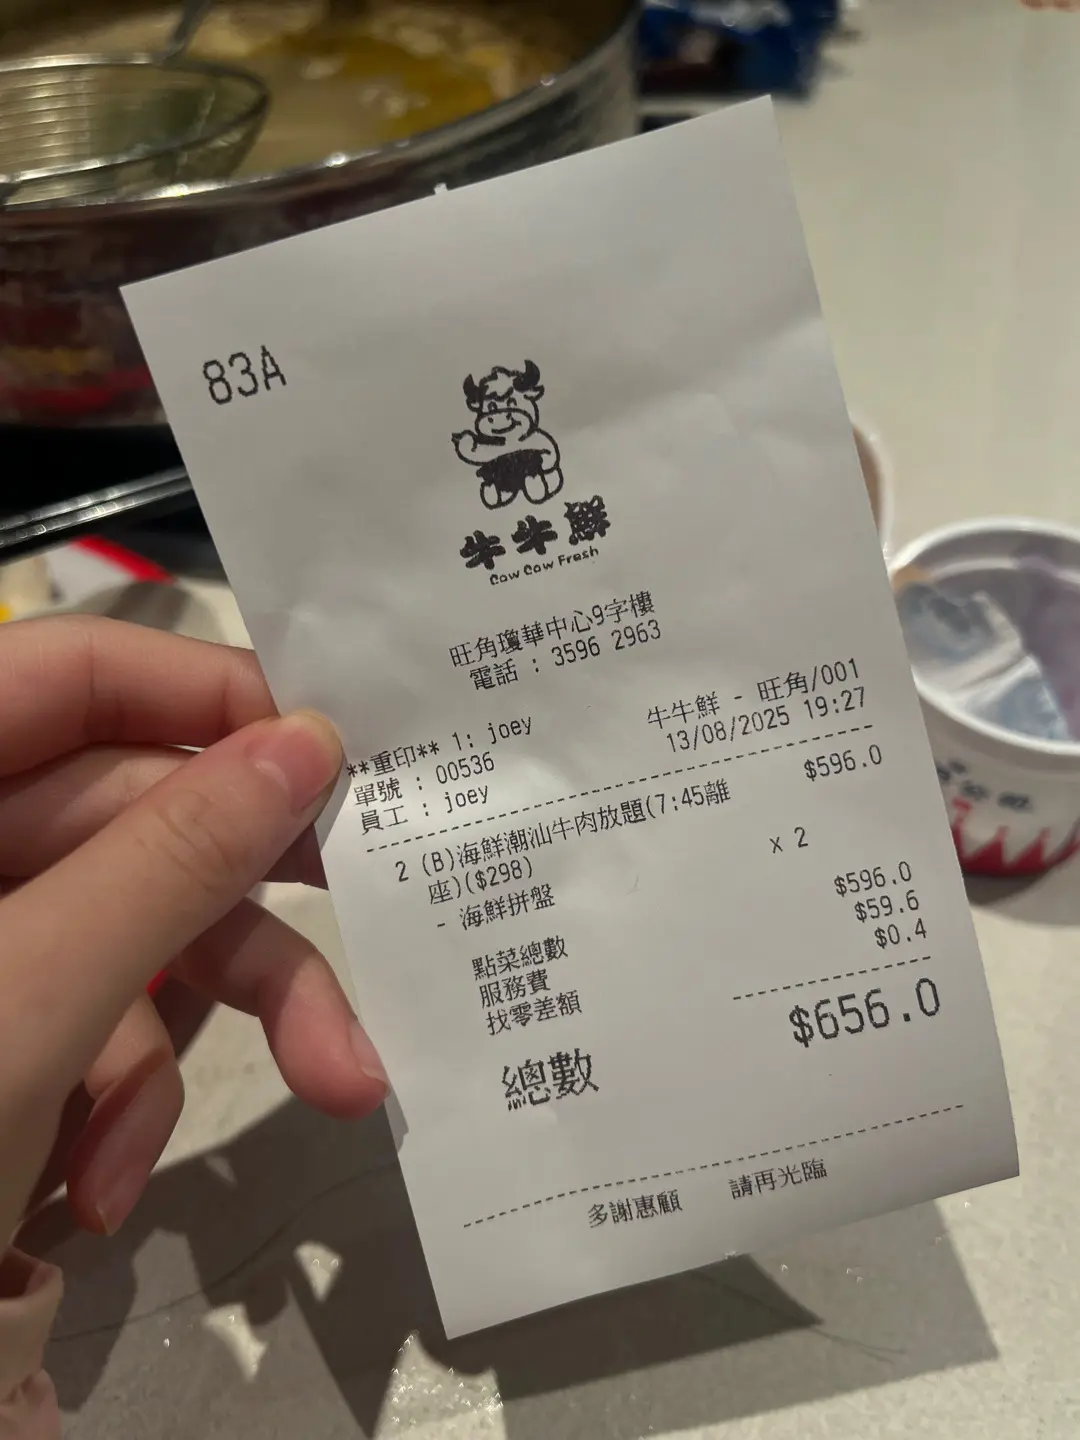 83A
牛牛鮮
Cow Cow Fresh
旺角瓊華中心9字樓
電話 : 3596 2963
**重印** 1: joey
牛牛鮮 - 旺角/001
單號 : 00536
13/08/2025 19:27
員工 : joey
2 (B)海鮮潮汕牛肉放題(7:45離 $596.0
座)($298)
- 海鮮拼盤 x 2
點菜總數 $596.0
服務費 $59.6
找零差額 $0.4
總數 $656.0
多謝惠顧 請再光臨